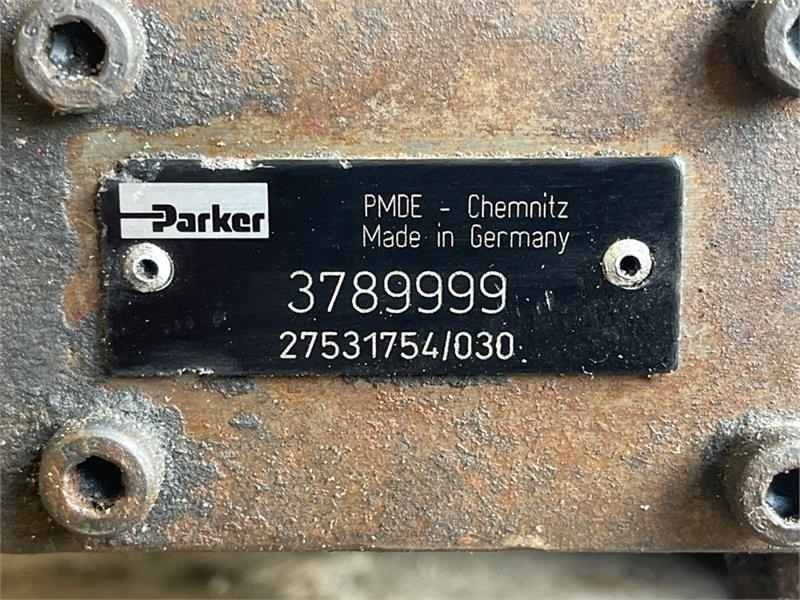 Parker
PMDE - Chemnitz
Made in Germany
3789999
27531754/030